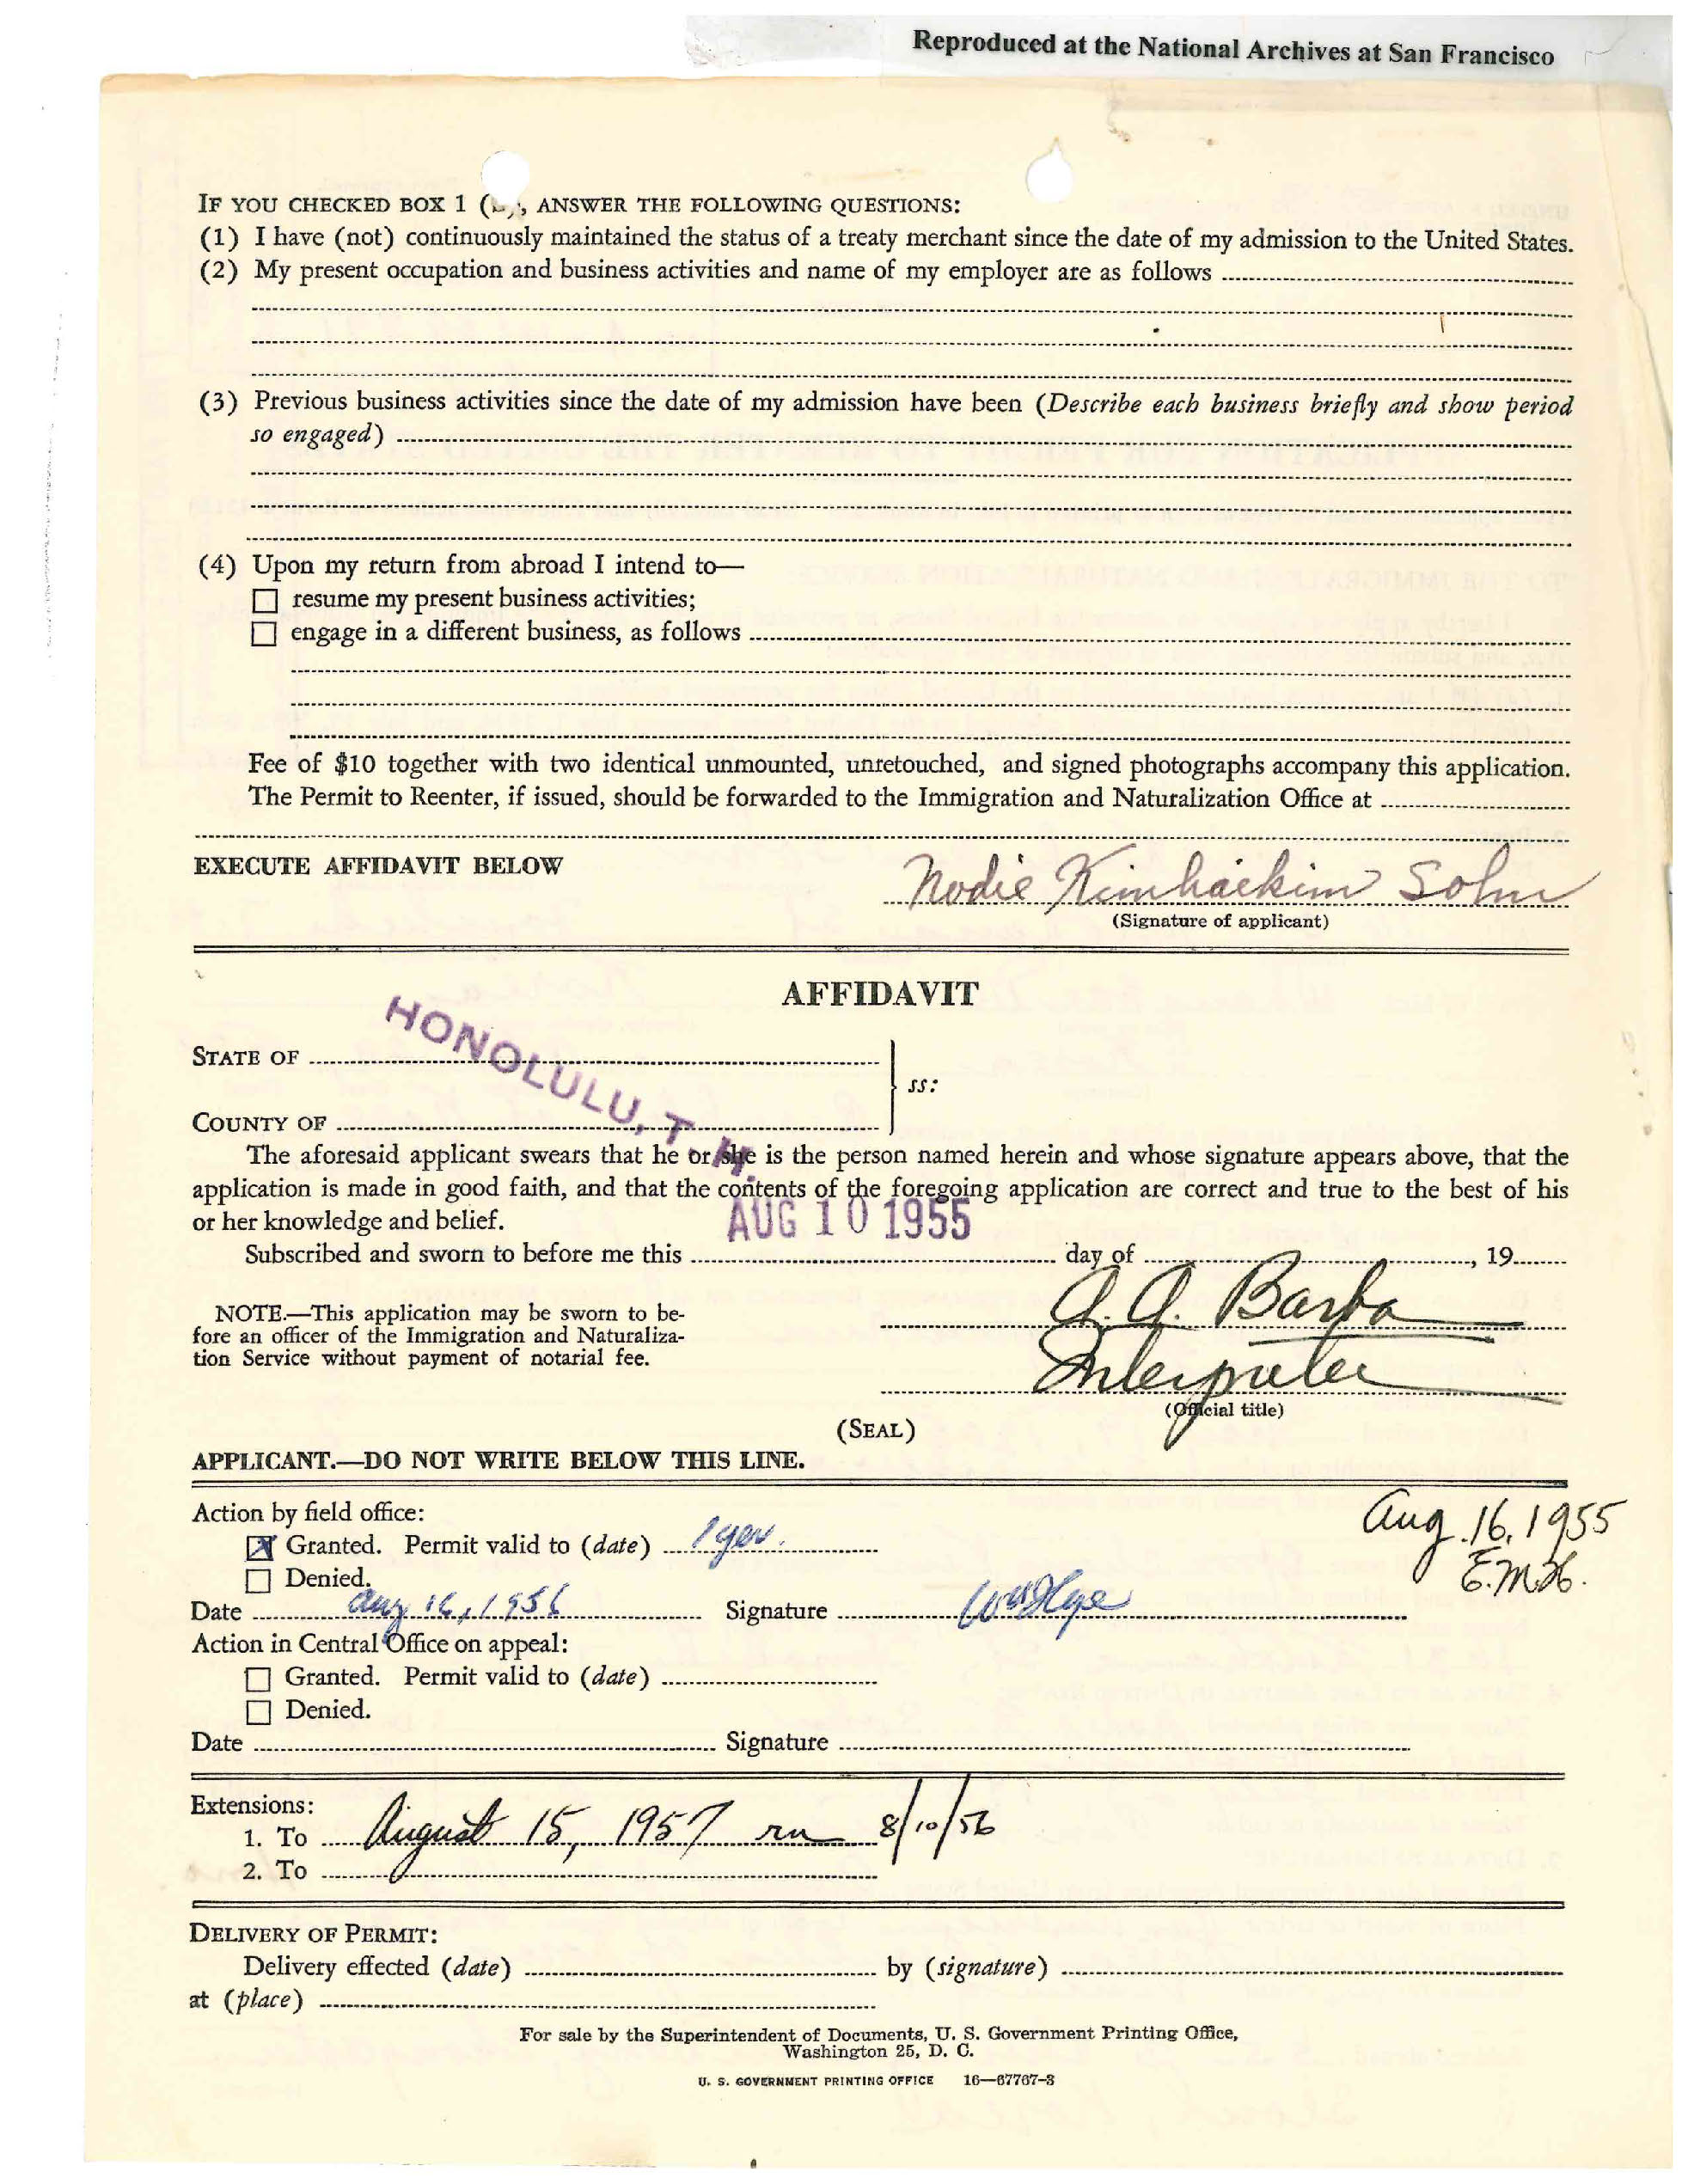 Reproduced at the National Archives at San Francisco
IF YOU CHECKED BOX 1 ( ), ANSWER THE FOLLOWING QUESTIONS:
(1) I have (not) continuously maintained the status of a treaty merchant since the date of my admission to the United States.
(2) My present occupation and business activities and name of my employer are as follows
(3) Previous business activities since the date of my admission have been (Describe each business briefly and show period
so engaged)
(4) Upon my return from abroad I intend to—
☐ resume my present business activities;
☐ engage in a different business, as follows
Fee of $10 together with two identical unmounted, unretouched, and signed photographs accompany this application.
The Permit to Reenter, if issued, should be forwarded to the Immigration and Naturalization Office at
EXECUTE AFFIDAVIT BELOW
Nodie Kimhaikim Sohn
(Signature of applicant)
AFFIDAVIT
HONOLULU, T. H.
STATE OF
ss:
COUNTY OF
The aforesaid applicant swears that he or she is the person named herein and whose signature appears above, that the
application is made in good faith, and that the contents of the foregoing application are correct and true to the best of his
or her knowledge and belief.
AUG 10 1955
Subscribed and sworn to before me this day of , 19
A. A. Barba
NOTE.—This application may be sworn to be-
fore an officer of the Immigration and Naturaliza-
tion Service without payment of notarial fee.
Interpreter
(Official title)
(SEAL)
APPLICANT.—DO NOT WRITE BELOW THIS LINE.
Action by field office:
Aug. 16, 1955
E.M.H.
☒ Granted. Permit valid to (date) 1 year.
☐ Denied.
Date Aug 16, 1956 Signature
Action in Central Office on appeal:
☐ Granted. Permit valid to (date)
☐ Denied.
Date Signature
Extensions:
1. To August 15, 1957 rn 8/10/56
2. To
DELIVERY OF PERMIT:
Delivery effected (date) by (signature)
at (place)
For sale by the Superintendent of Documents, U. S. Government Printing Office,
Washington 25, D. C.
U. S. GOVERNMENT PRINTING OFFICE 16—67767-3